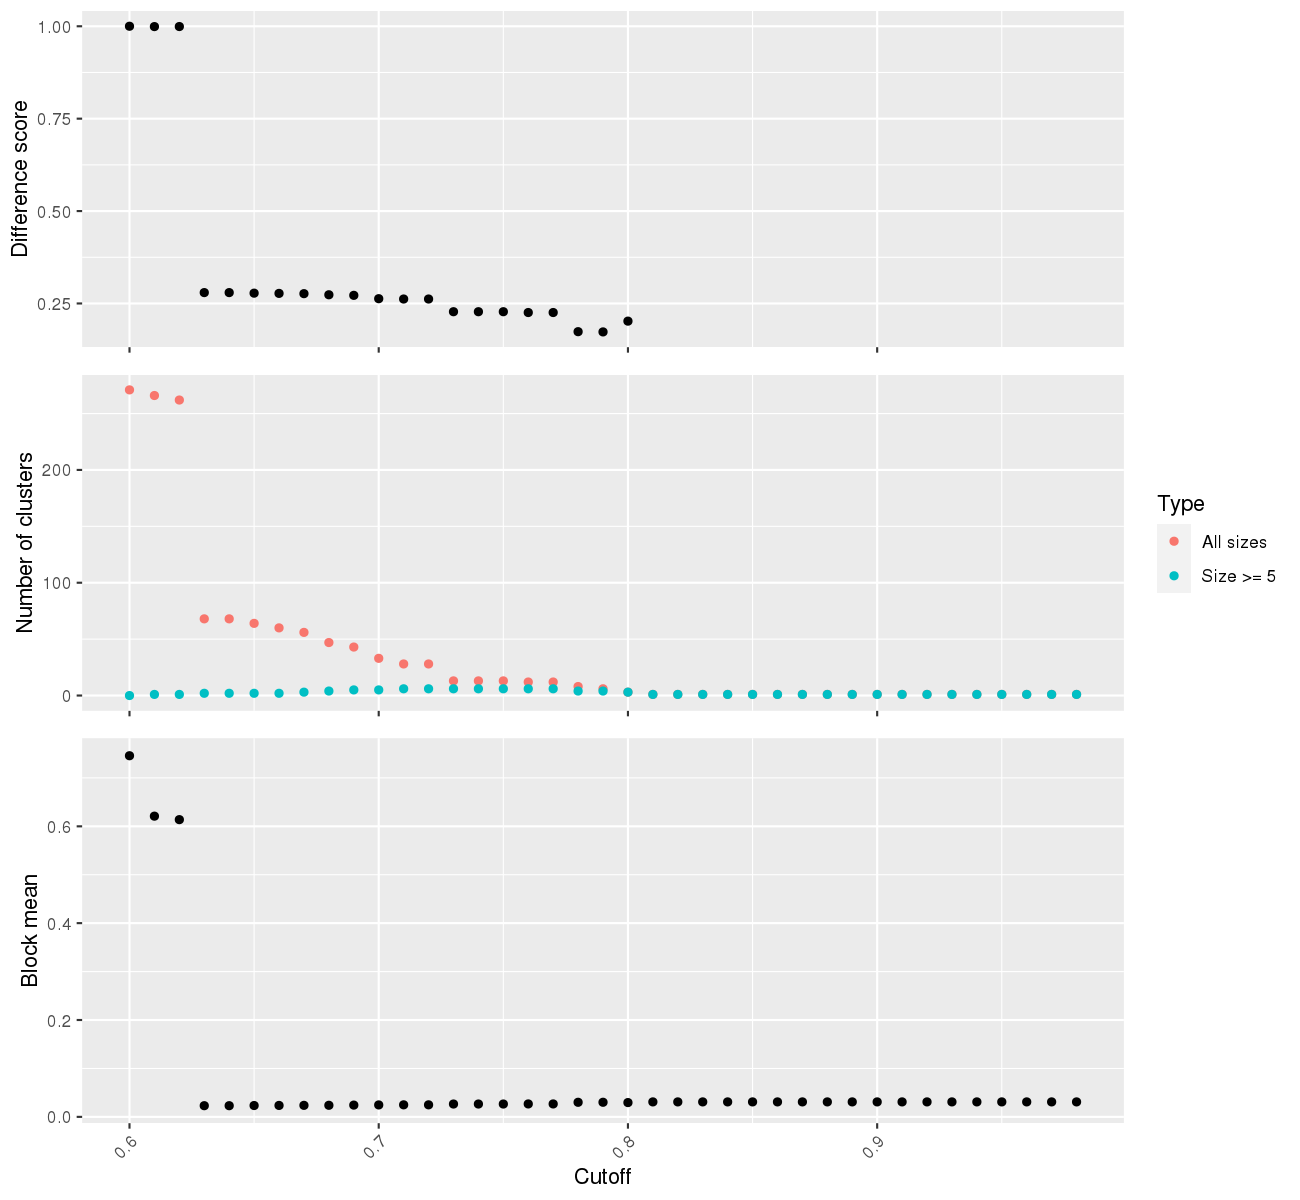 Difference score
1.00
0.75
0.50
0.25
Number of clusters
200
100
0
Type
All sizes
Size >= 5
Block mean
0.6
0.4
0.2
0.0
0.6 0.7 0.8 0.9
Cutoff